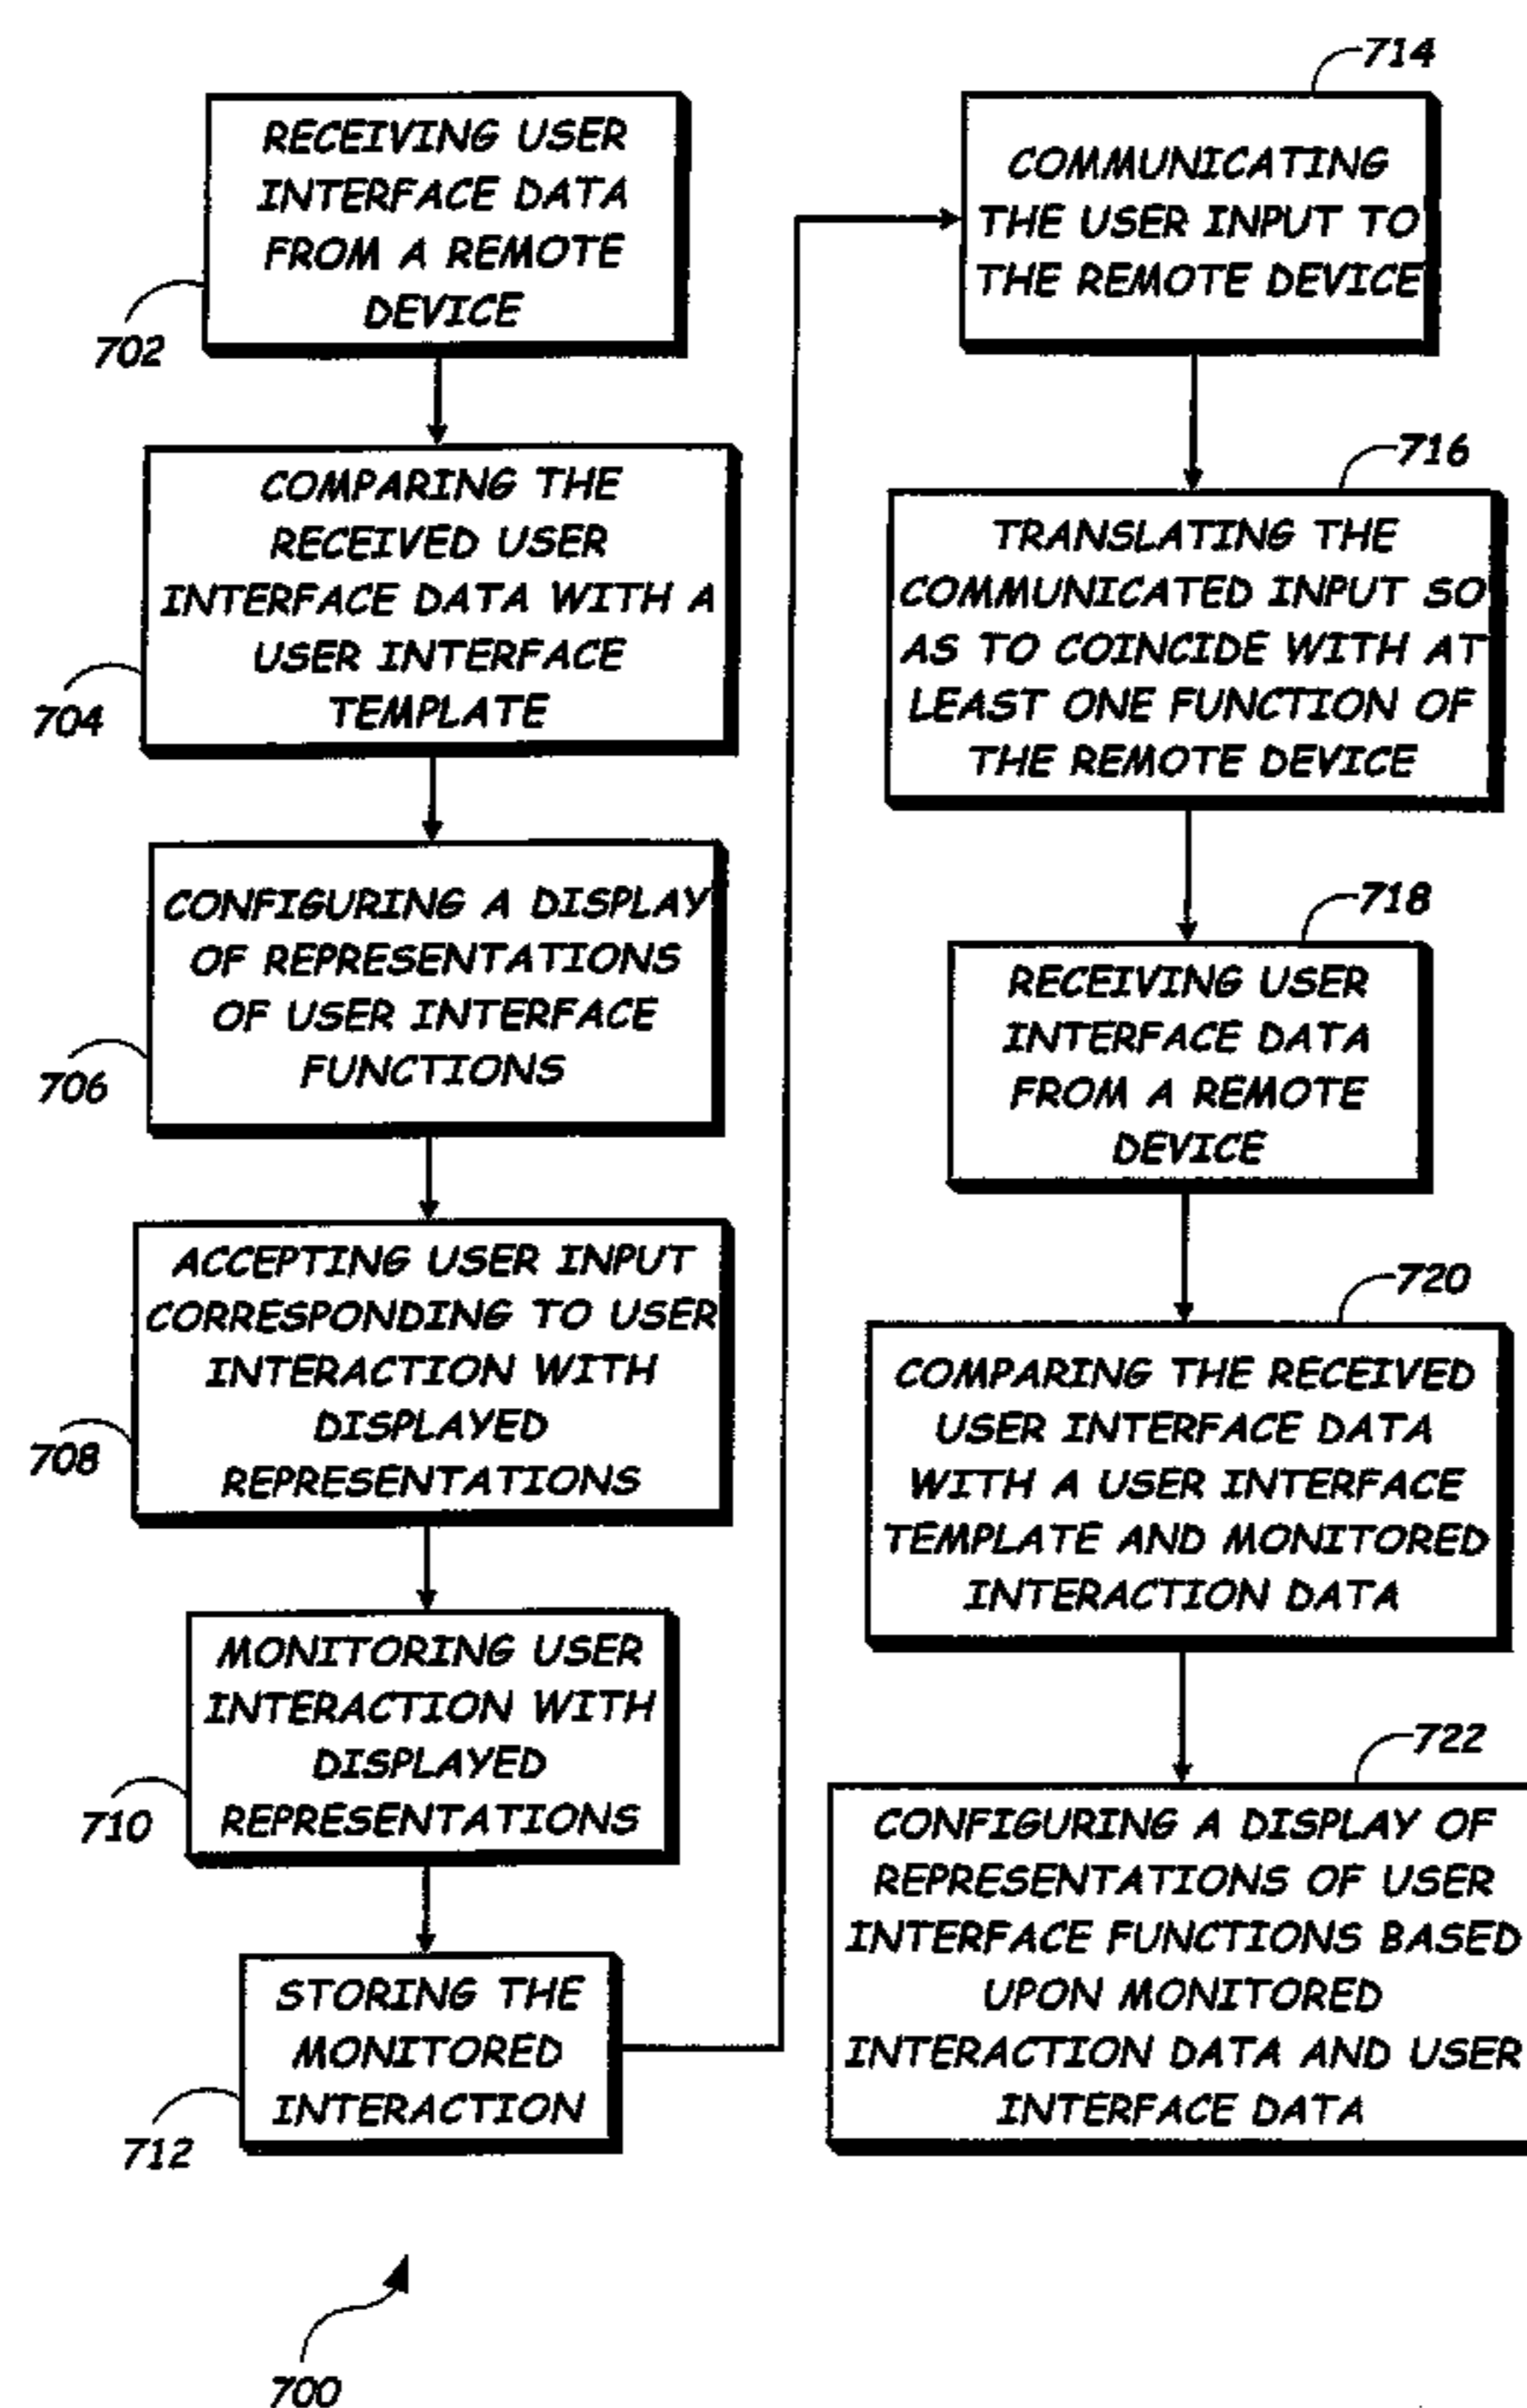 RECEIVING USER
INTERFACE DATA
FROM A REMOTE
DEVICE
702
COMPARING THE
RECEIVED USER
INTERFACE DATA WITH A
USER INTERFACE
TEMPLATE
704
CONFIGURING A DISPLAY
OF REPRESENTATIONS
OF USER INTERFACE
FUNCTIONS
706
ACCEPTING USER INPUT
CORRESPONDING TO USER
INTERACTION WITH
DISPLAYED
REPRESENTATIONS
708
MONITORING USER
INTERACTION WITH
DISPLAYED
REPRESENTATIONS
710
STORING THE
MONITORED
INTERACTION
712
714
COMMUNICATING
THE USER INPUT TO
THE REMOTE DEVICE
716
TRANSLATING THE
COMMUNICATED INPUT SO
AS TO COINCIDE WITH AT
LEAST ONE FUNCTION OF
THE REMOTE DEVICE
718
RECEIVING USER
INTERFACE DATA
FROM A REMOTE
DEVICE
720
COMPARING THE RECEIVED
USER INTERFACE DATA
WITH A USER INTERFACE
TEMPLATE AND MONITORED
INTERACTION DATA
722
CONFIGURING A DISPLAY OF
REPRESENTATIONS OF USER
INTERFACE FUNCTIONS BASED
UPON MONITORED
INTERACTION DATA AND USER
INTERFACE DATA
700